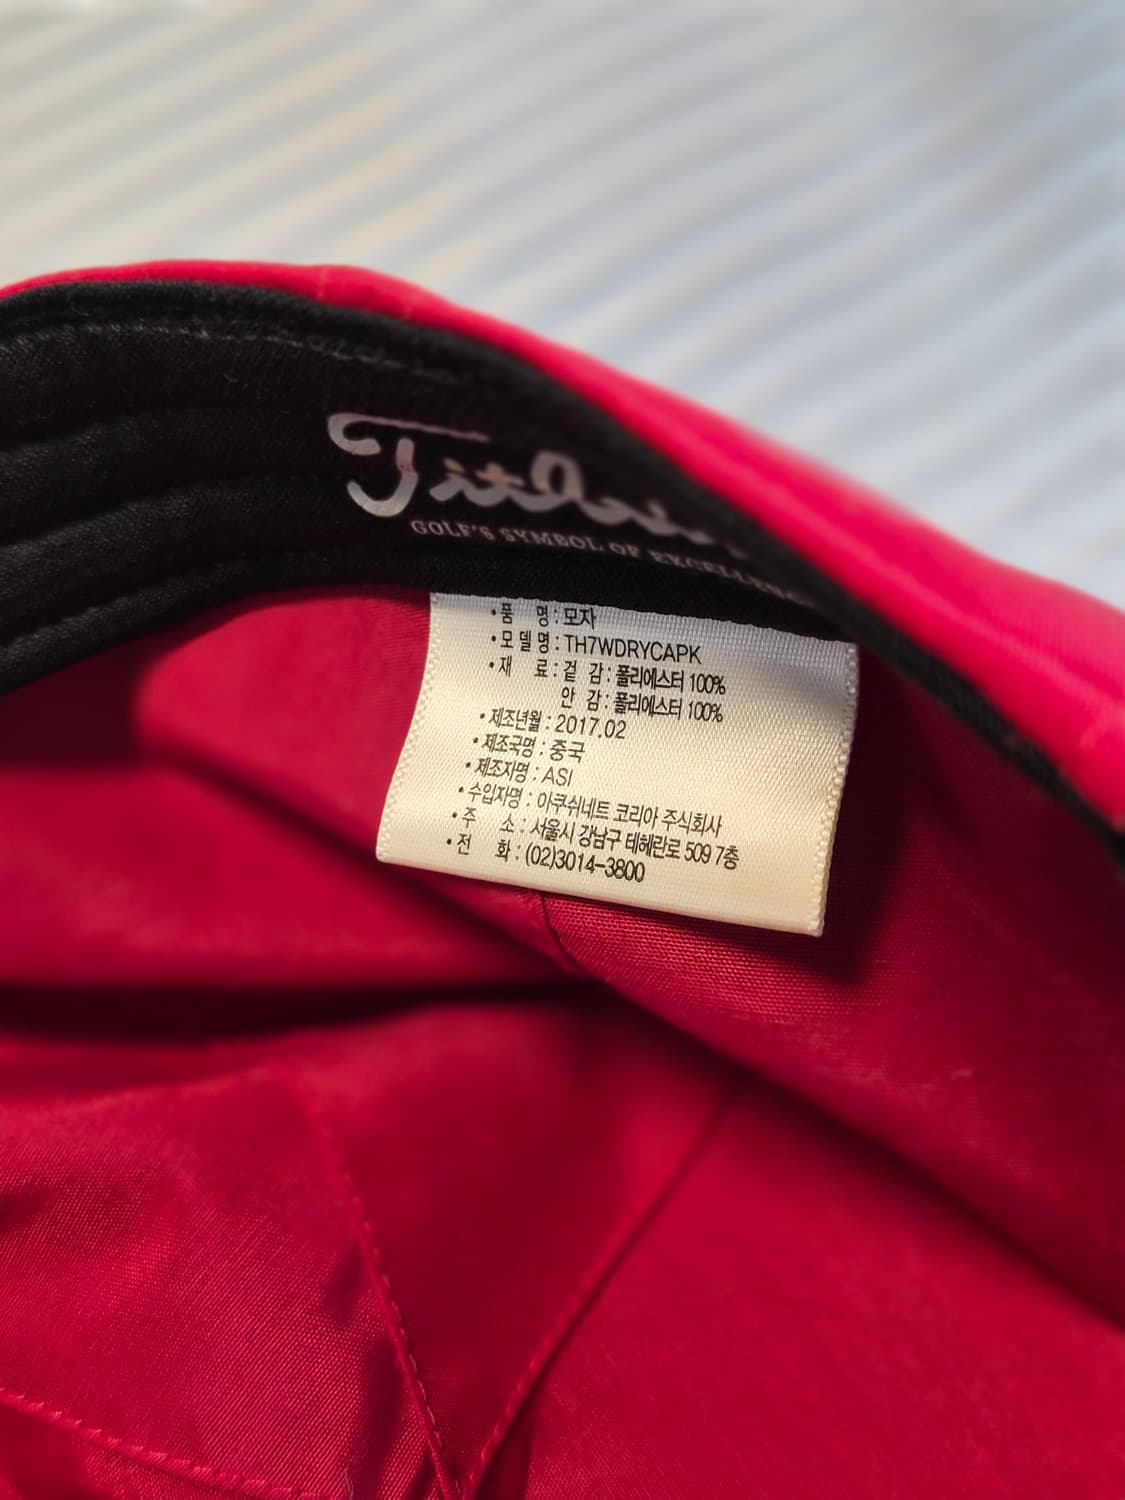 Titleist
GOLF'S SYMBOL OF EXCELLENCE
•품 명 : 모자
•모델명 : TH7WDRYCAPK
•재 료 : 겉 감 : 폴리에스터 100%
안 감 : 폴리에스터 100%
•제조년월 : 2017.02
•제조국명 : 중국
•제조자명 : ASI
•수입자명 : 아쿠쉬네트 코리아 주식회사
•주 소 : 서울시 강남구 테헤란로 509 7층
•전 화 : (02)3014-3800